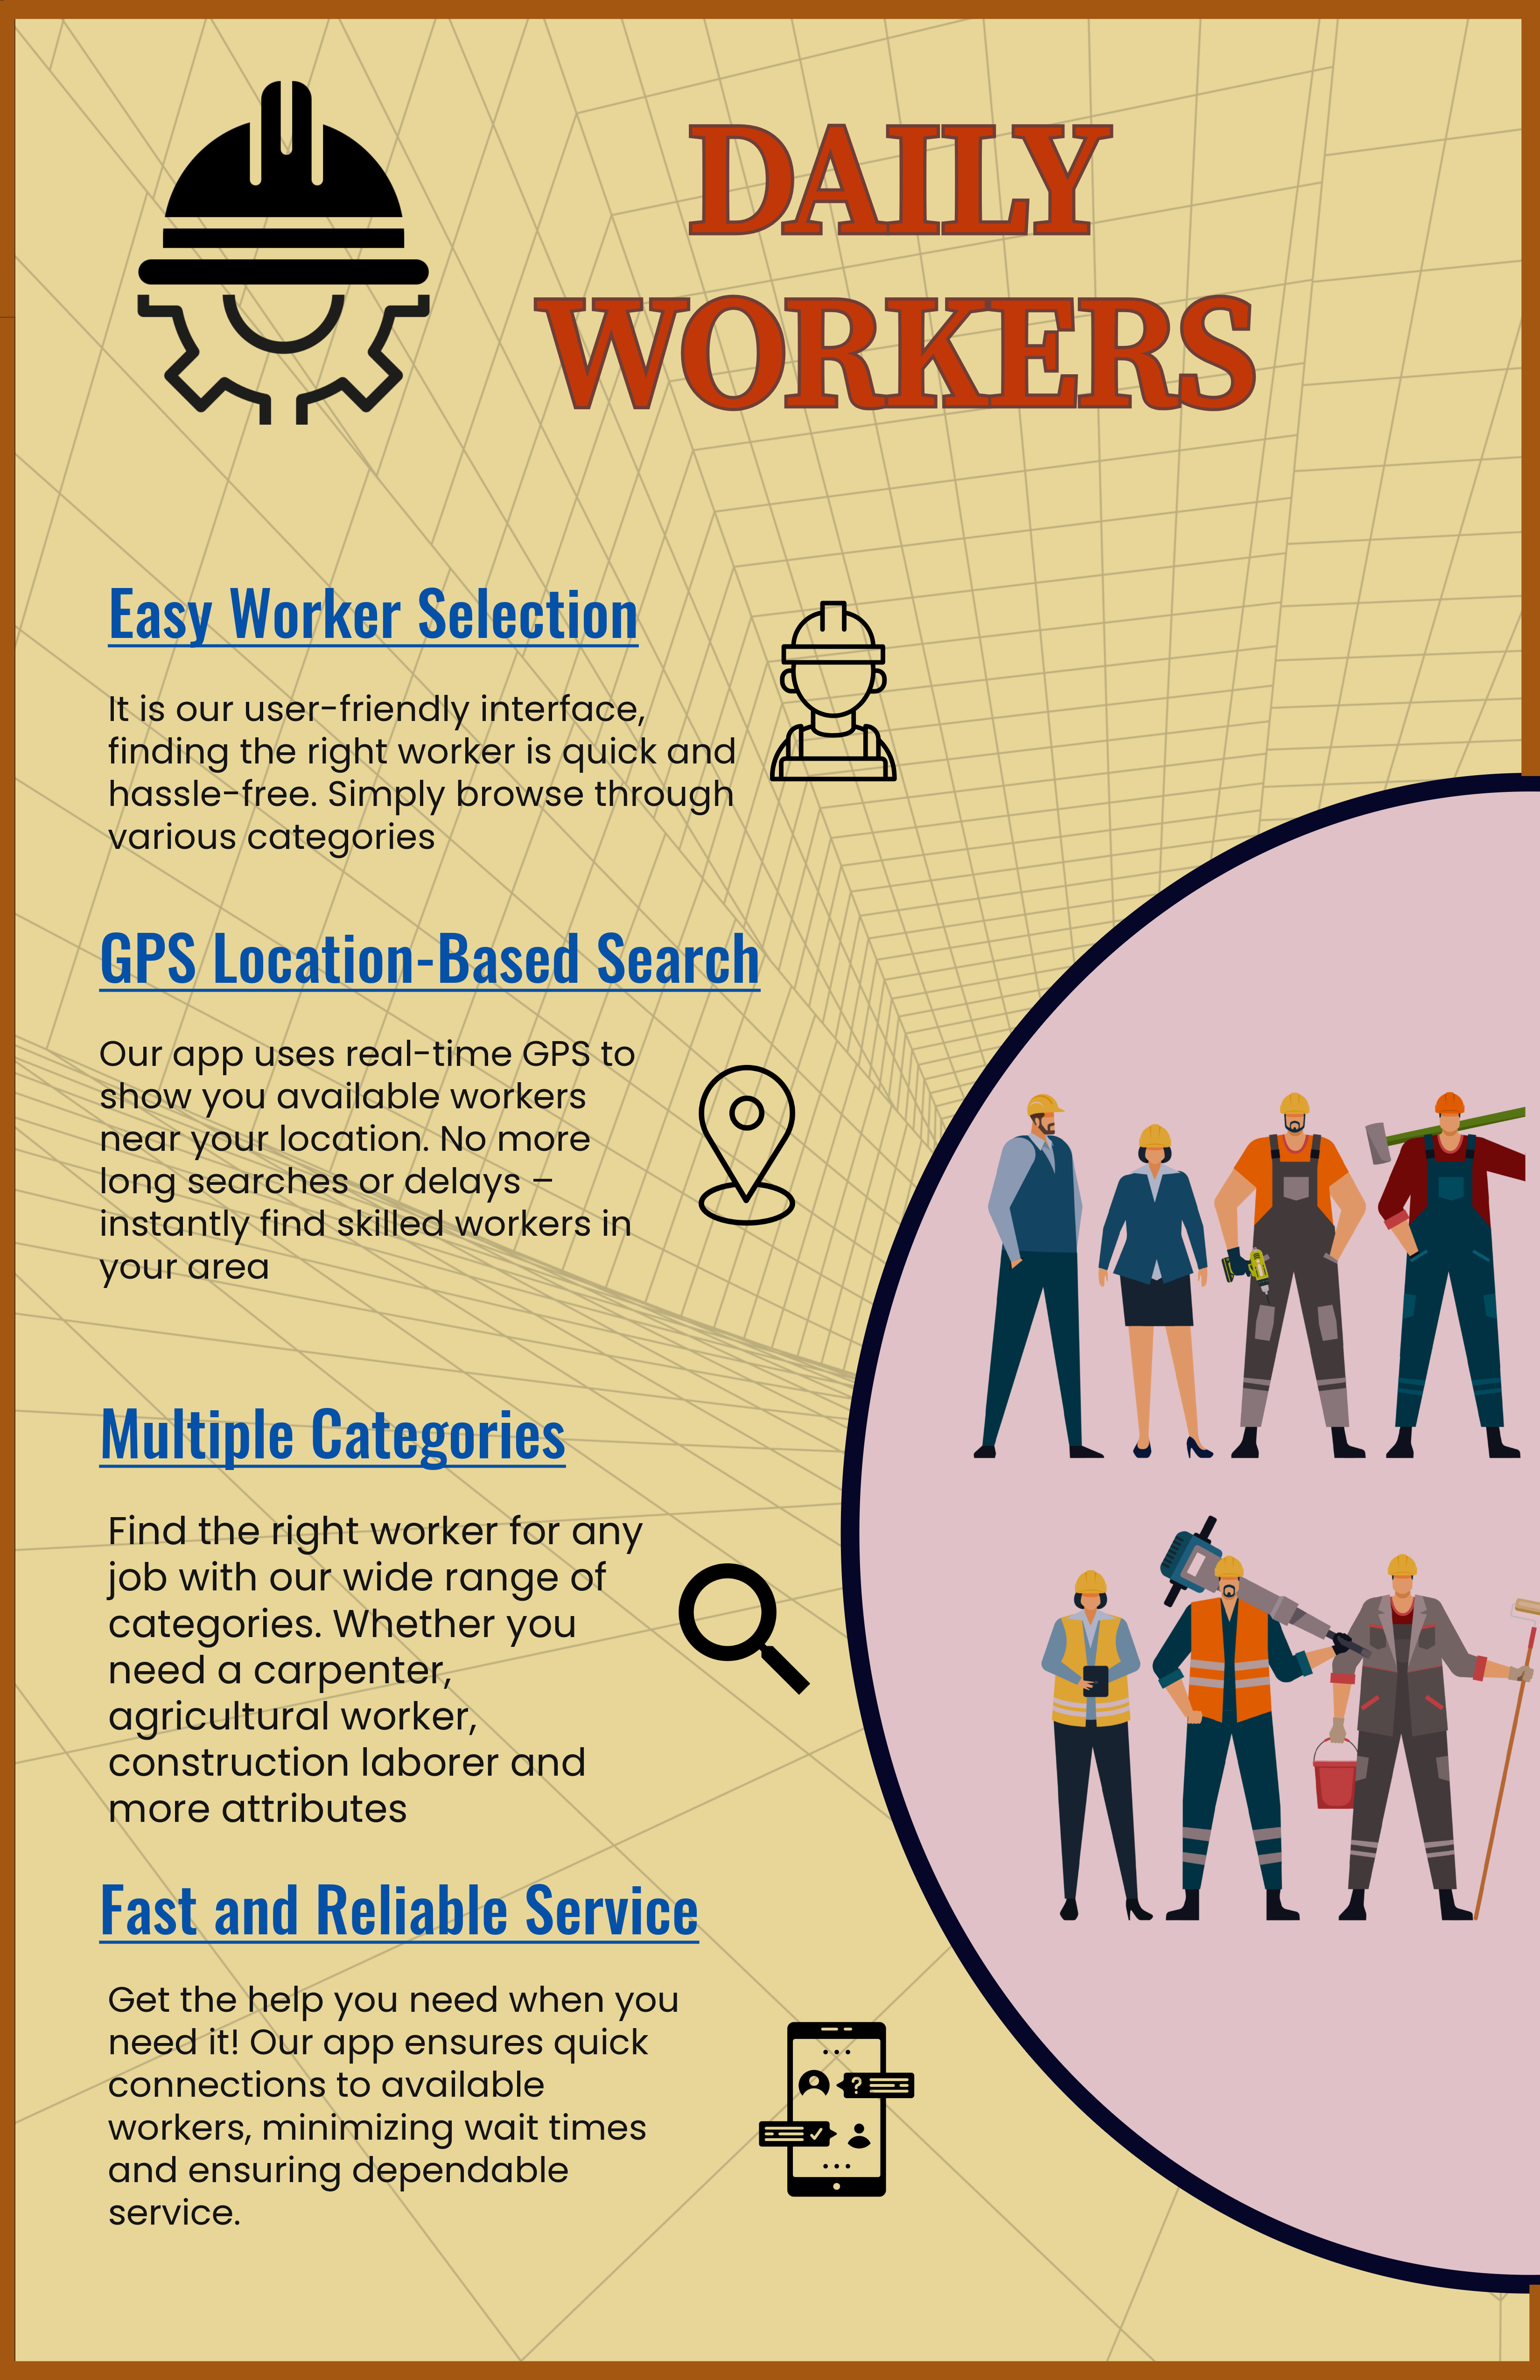 DAILY
WORKERS
Easy Worker Selection
It is our user-friendly interface,
finding the right worker is quick and
hassle-free. Simply browse through
various categories
GPS Location-Based Search
Our app uses real-time GPS to
show you available workers
near your location. No more
long searches or delays –
instantly find skilled workers in
your area
Multiple Categories
Find the right worker for any
job with our wide range of
categories. Whether you
need a carpenter,
agricultural worker,
construction laborer and
more attributes
Fast and Reliable Service
Get the help you need when you
need it! Our app ensures quick
connections to available
workers, minimizing wait times
and ensuring dependable
service.
?